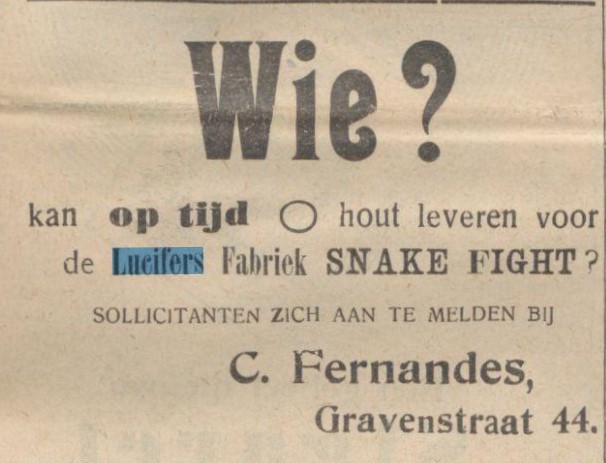 Wie?
kan op tijd O hout leveren voor
de Lucifers Fabriek SNAKE FIGHT?
SOLLICITANTEN ZICH AAN TE MELDEN BIJ
C. Fernandes,
Gravenstraat 44.